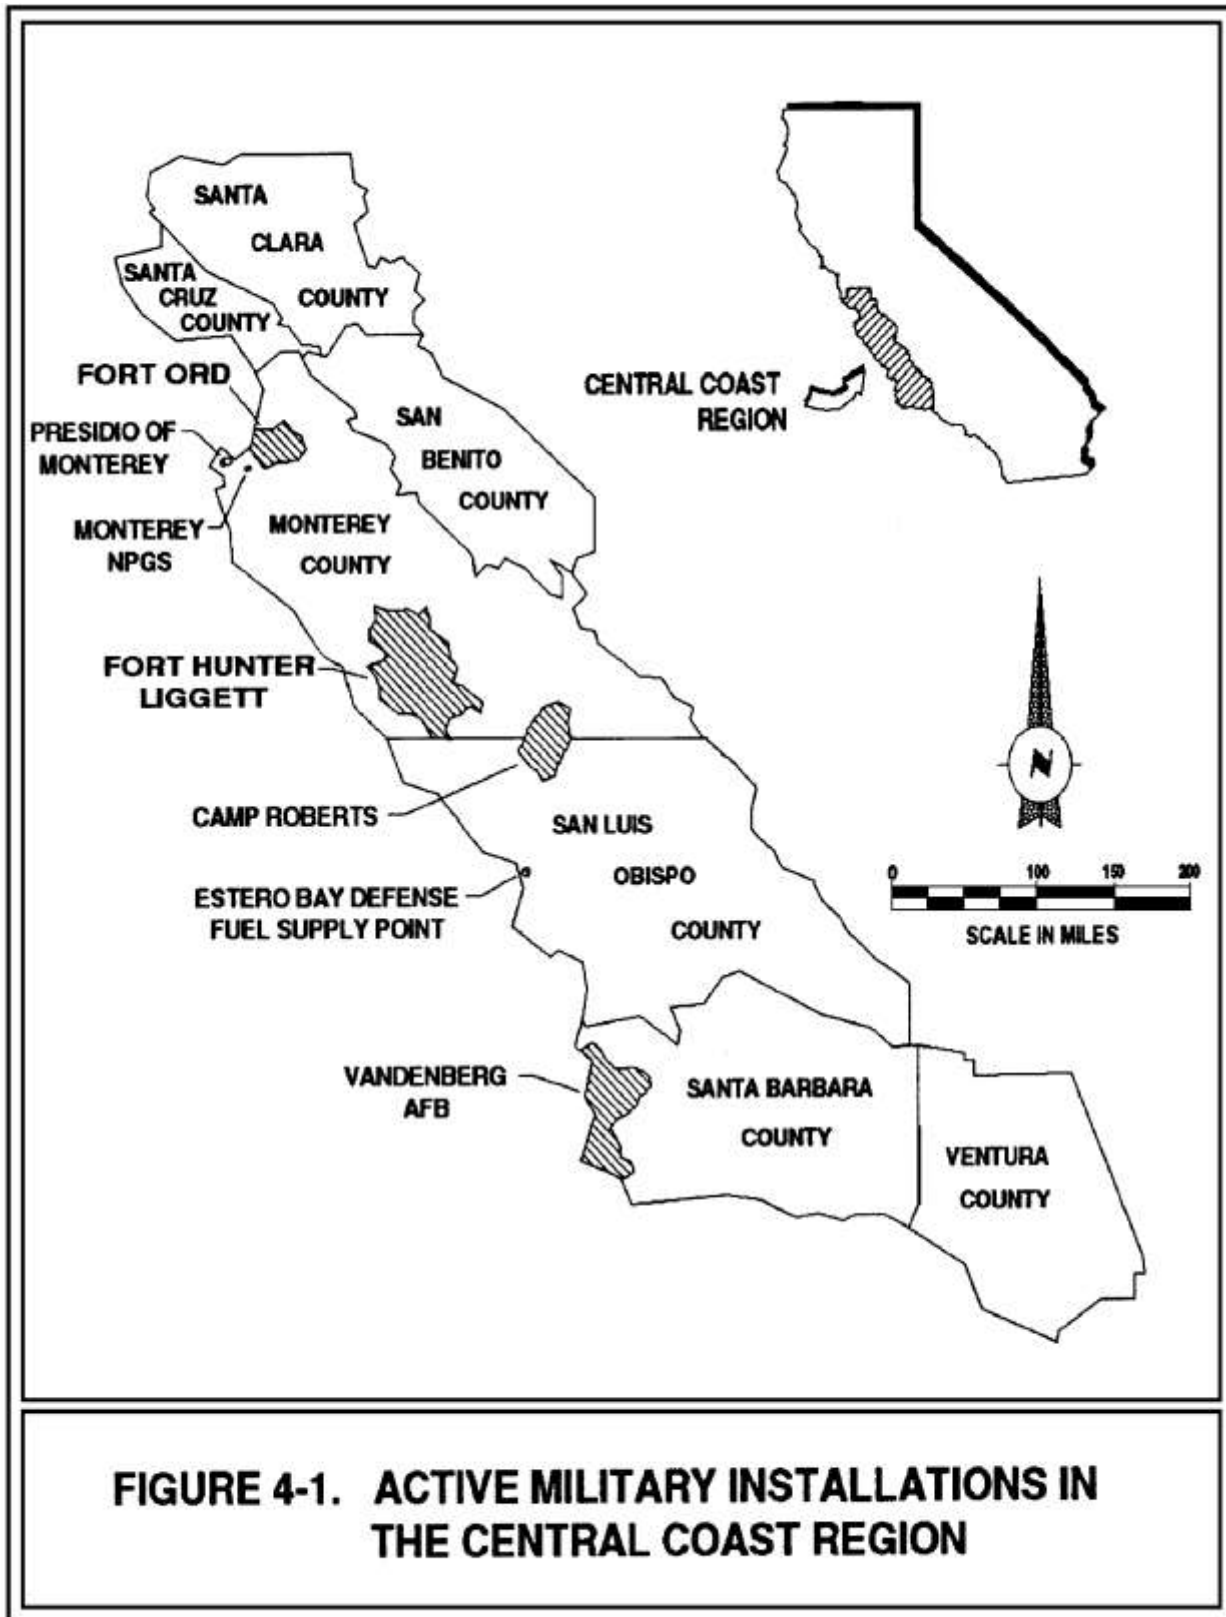 SANTA
CLARA
COUNTY
SANTA
CRUZ
COUNTY
FORT ORD
PRESIDIO OF
MONTEREY
MONTEREY
NPGS
SAN
BENITO
COUNTY
MONTEREY
COUNTY
CENTRAL COAST
REGION
FORT HUNTER
LIGGETT
CAMP ROBERTS
SAN LUIS
OBISPO
COUNTY
ESTERO BAY DEFENSE
FUEL SUPPLY POINT
N
0 100 150 200
SCALE IN MILES
VANDENBERG
AFB
SANTA BARBARA
COUNTY
VENTURA
COUNTY
FIGURE 4-1. ACTIVE MILITARY INSTALLATIONS IN
THE CENTRAL COAST REGION